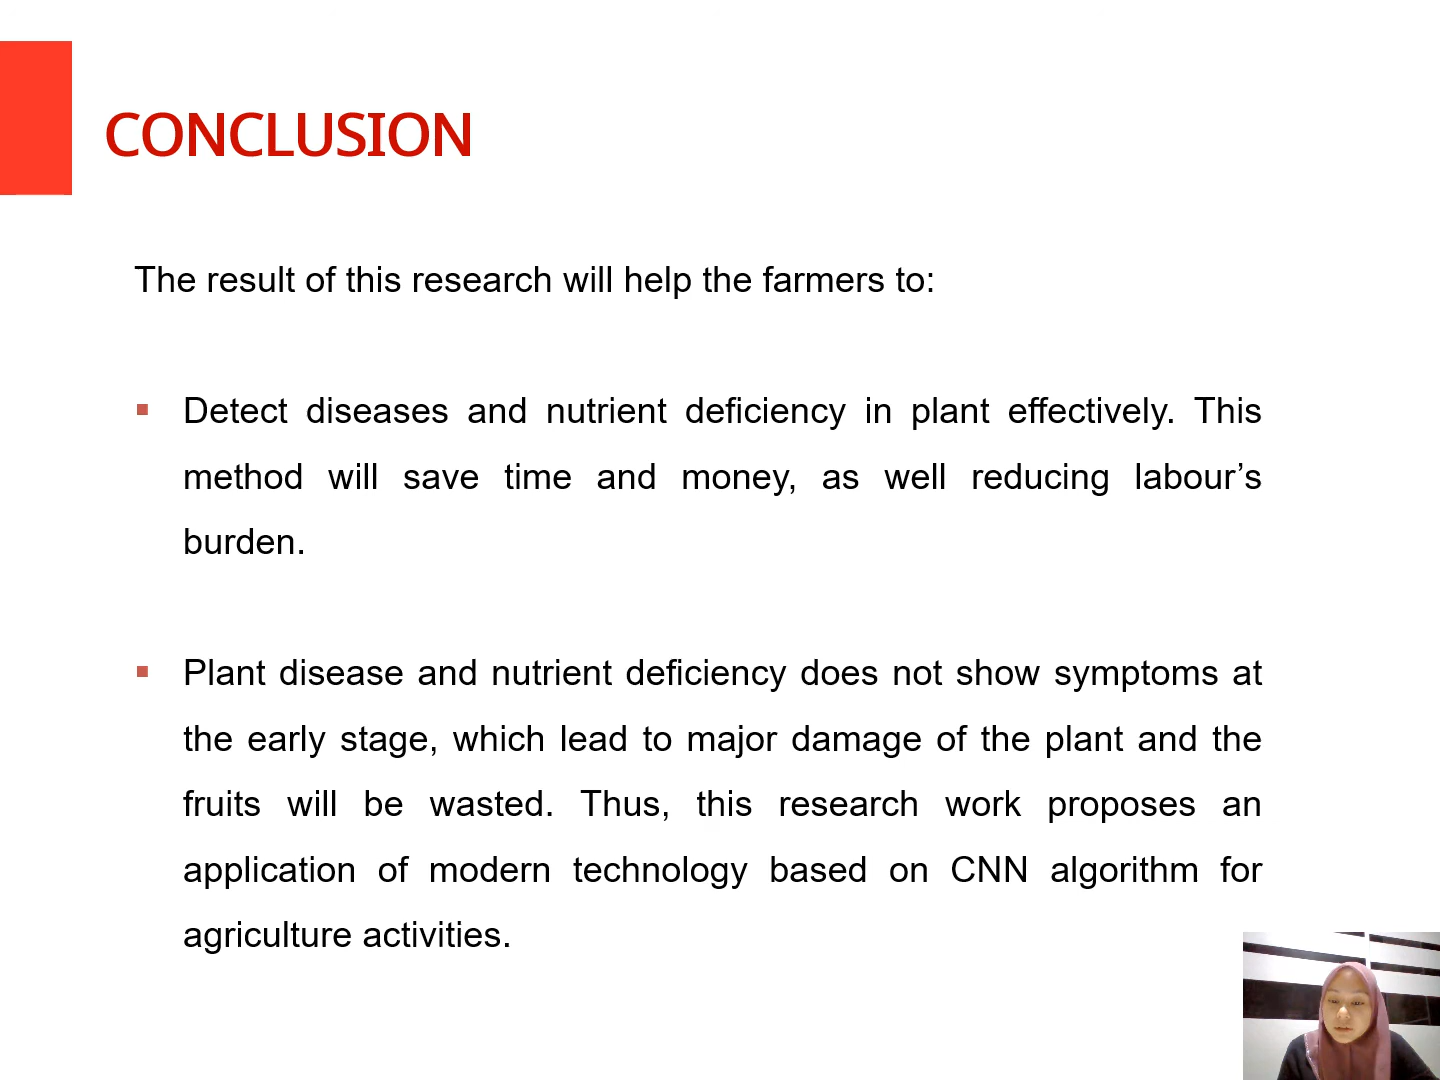 CONCLUSION
The result of this research will help the farmers to:
▪ Detect diseases and nutrient deficiency in plant effectively. This
method will save time and money, as well reducing labour’s
burden.
▪ Plant disease and nutrient deficiency does not show symptoms at
the early stage, which lead to major damage of the plant and the
fruits will be wasted. Thus, this research work proposes an
application of modern technology based on CNN algorithm for
agriculture activities.